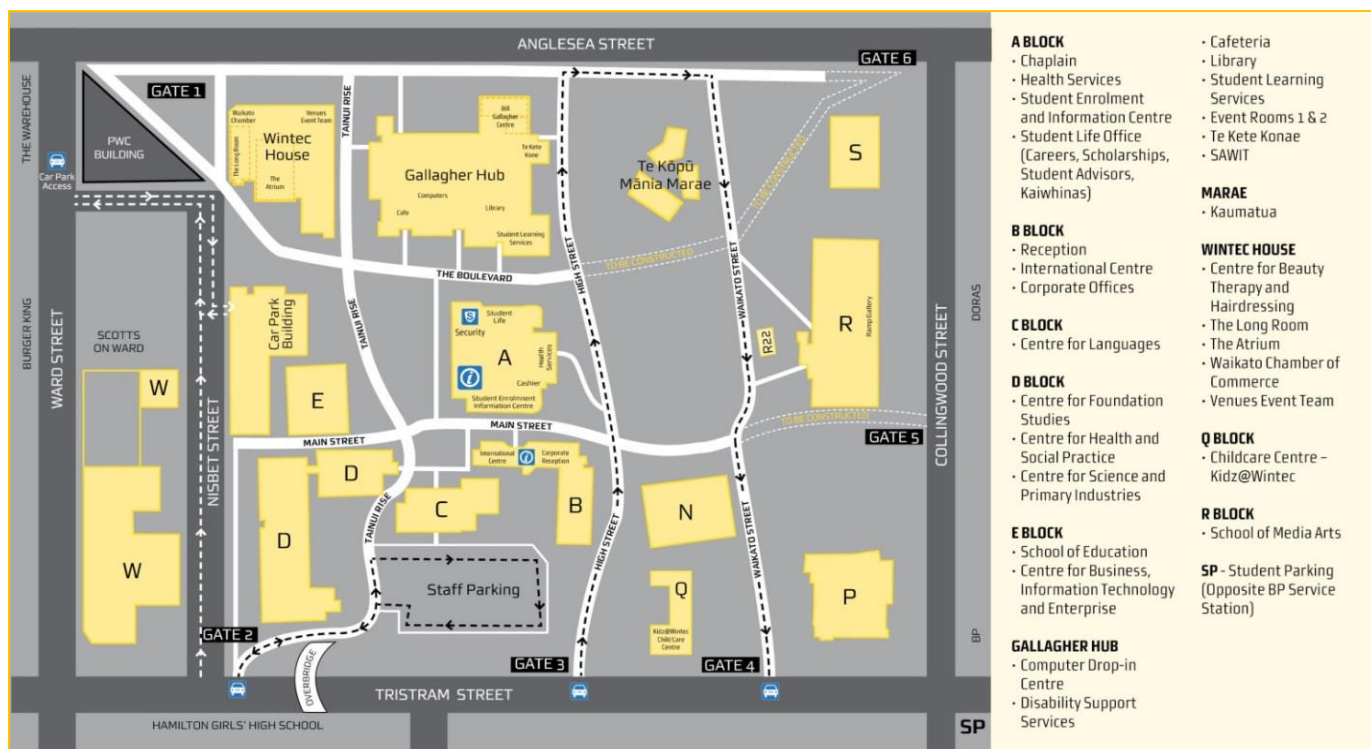 ANGLESEA STREET
GATE 6
GATE 1
THE WAREHOUSE
Car Park
Access
PWC
BUILDING
Waikato
Chamber
Venues
Event Team
Wintec
House
The Long Room
The
Atrium
TAINUI RISE
Bill
Gallagher
Centre
Te Kete
Kone
Gallagher Hub
Computers
Cafe
Library
Student Learning
Services
Te Kōpū
Mānia Marae
S
TO BE CONSTRUCTED
THE BOULEVARD
TO BE CONSTRUCTED
HIGH STREET
WAIKATO STREET
BURGER KING
WARD STREET
SCOTTS
ON WARD
NISBET STREET
Car Park
Building
TAINUI RISE
Student
Life
Security
A
Health
Services
Cashier
Student Enrolment
Information Centre
R22
R
Ramp Gallery
DORAS
COLLINGWOOD STREET
W
E
MAIN STREET
MAIN STREET
TO BE CONSTRUCTED
GATE 5
International
Centre
Corporate
Reception
D
D
C
B
N
W
TAINUI RISE
HIGH STREET
WAIKATO STREET
Staff Parking
Q
Kidz@Wintec
Child Care
Centre
P
BP
GATE 2
GATE 3
GATE 4
OVERBRIDGE
TRISTRAM STREET
HAMILTON GIRLS' HIGH SCHOOL
SP
A BLOCK
· Chaplain
· Health Services
· Student Enrolment
and Information Centre
· Student Life Office
(Careers, Scholarships,
Student Advisors,
Kaiwhinas)
B BLOCK
· Reception
· International Centre
· Corporate Offices
C BLOCK
· Centre for Languages
D BLOCK
· Centre for Foundation
Studies
· Centre for Health and
Social Practice
· Centre for Science and
Primary Industries
E BLOCK
· School of Education
· Centre for Business,
Information Technology
and Enterprise
GALLAGHER HUB
· Computer Drop-in
Centre
· Disability Support
Services
· Cafeteria
· Library
· Student Learning
Services
· Event Rooms 1 & 2
· Te Kete Konae
· SAWIT
MARAE
· Kaumatua
WINTEC HOUSE
· Centre for Beauty
Therapy and
Hairdressing
· The Long Room
· The Atrium
· Waikato Chamber of
Commerce
· Venues Event Team
Q BLOCK
· Childcare Centre –
Kidz@Wintec
R BLOCK
· School of Media Arts
SP - Student Parking
(Opposite BP Service
Station)